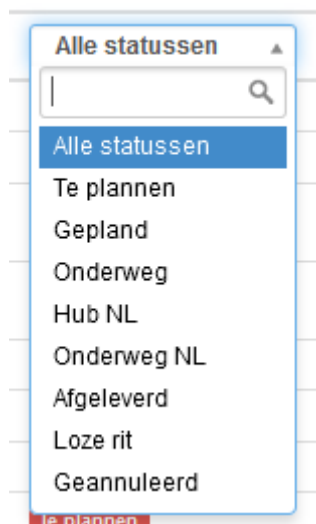 Alle statussen
Alle statussen
Te plannen
Gepland
Onderweg
Hub NL
Onderweg NL
Afgeleverd
Loze rit
Geannuleerd
Te plannen